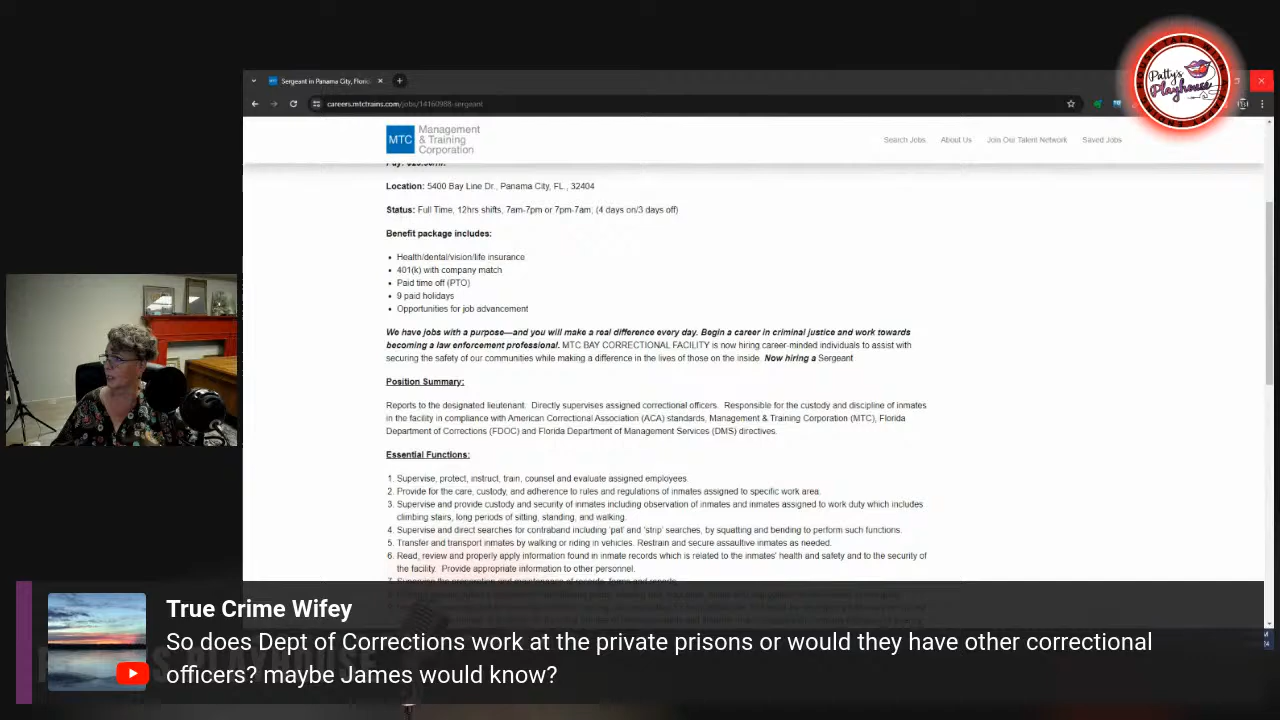 Patty's
Playhouse
Sergeant in Panama City, Flori
careers.mtctrains.com/jobs/14160988-sergeant
MTC
Management
& Training
Corporation
Search Jobs
About Us
Join Our Talent Network
Saved Jobs
Location: 5400 Bay Line Dr., Panama City, FL., 32404
Status: Full Time, 12hrs shifts, 7am-7pm or 7pm-7am; (4 days on/3 days off)
Benefit package includes:
Health/dental/vision/life insurance
401(k) with company match
Paid time off (PTO)
9 paid holidays
Opportunities for job advancement
We have jobs with a purpose—and you will make a real difference every day. Begin a career in criminal justice and work towards
becoming a law enforcement professional. MTC BAY CORRECTIONAL FACILITY is now hiring career-minded individuals to assist with
securing the safety of our communities while making a difference in the lives of those on the inside. Now hiring a Sergeant
Position Summary:
Reports to the designated lieutenant. Directly supervises assigned correctional officers. Responsible for the custody and discipline of inmates
in the facility in compliance with American Correctional Association (ACA) standards, Management & Training Corporation (MTC), Florida
Department of Corrections (FDOC) and Florida Department of Management Services (DMS) directives.
Essential Functions:
1. Supervise, protect, instruct, train, counsel and evaluate assigned employees.
2. Provide for the care, custody, and adherence to rules and regulations of inmates assigned to specific work area.
3. Supervise and provide custody and security of inmates including observation of inmates and inmates assigned to work duty which includes
climbing stairs, long periods of sitting, standing, and walking.
4. Supervise and direct searches for contraband including 'pat' and 'strip' searches, by squatting and bending to perform such functions.
5. Transfer and transport inmates by walking or riding in vehicles. Restrain and secure assaultive inmates as needed.
6. Read, review and properly apply information found in inmate records which is related to the inmates' health and safety and to the security of
the facility. Provide appropriate information to other personnel.
True Crime Wifey
So does Dept of Corrections work at the private prisons or would they have other correctional
officers? maybe James would know?